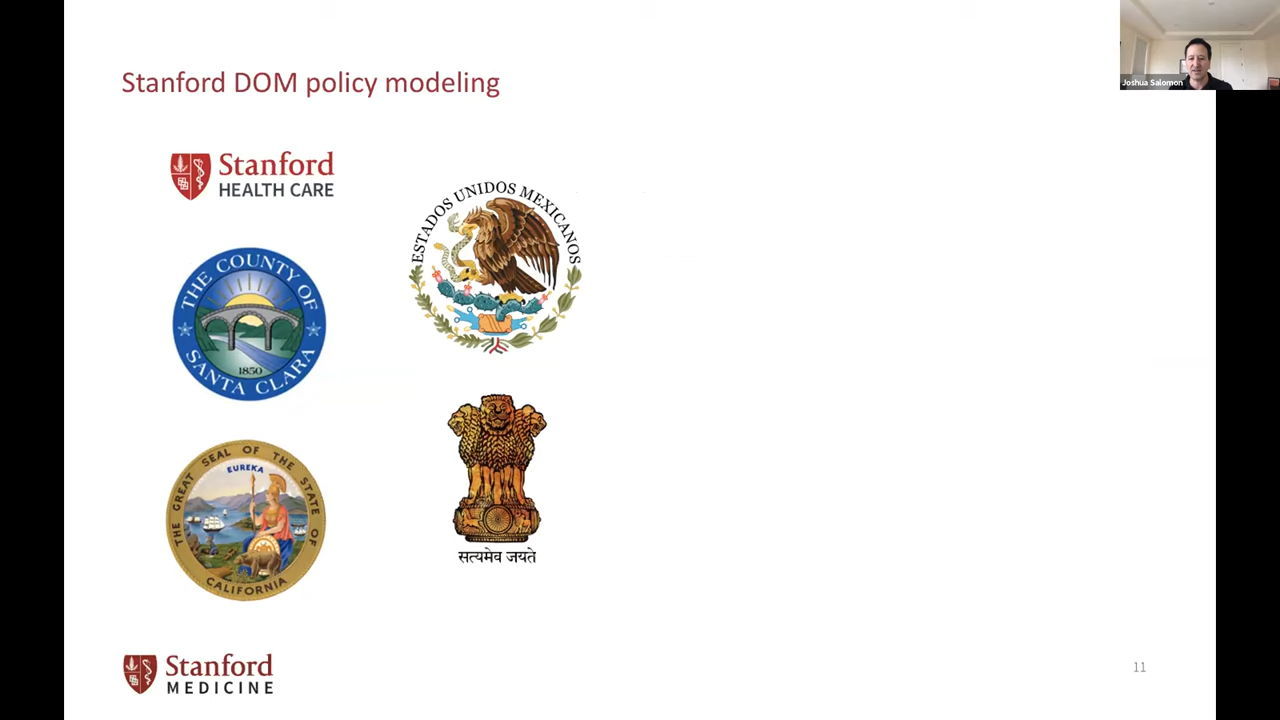 Joshua Salomon
Stanford DOM policy modeling
Stanford
HEALTH CARE
THE COUNTY OF
SANTA CLARA
1850
THE GREAT SEAL OF THE STATE OF
CALIFORNIA
EUREKA
ESTADOS UNIDOS MEXICANOS
सत्यमेव जयते
Stanford
MEDICINE
11